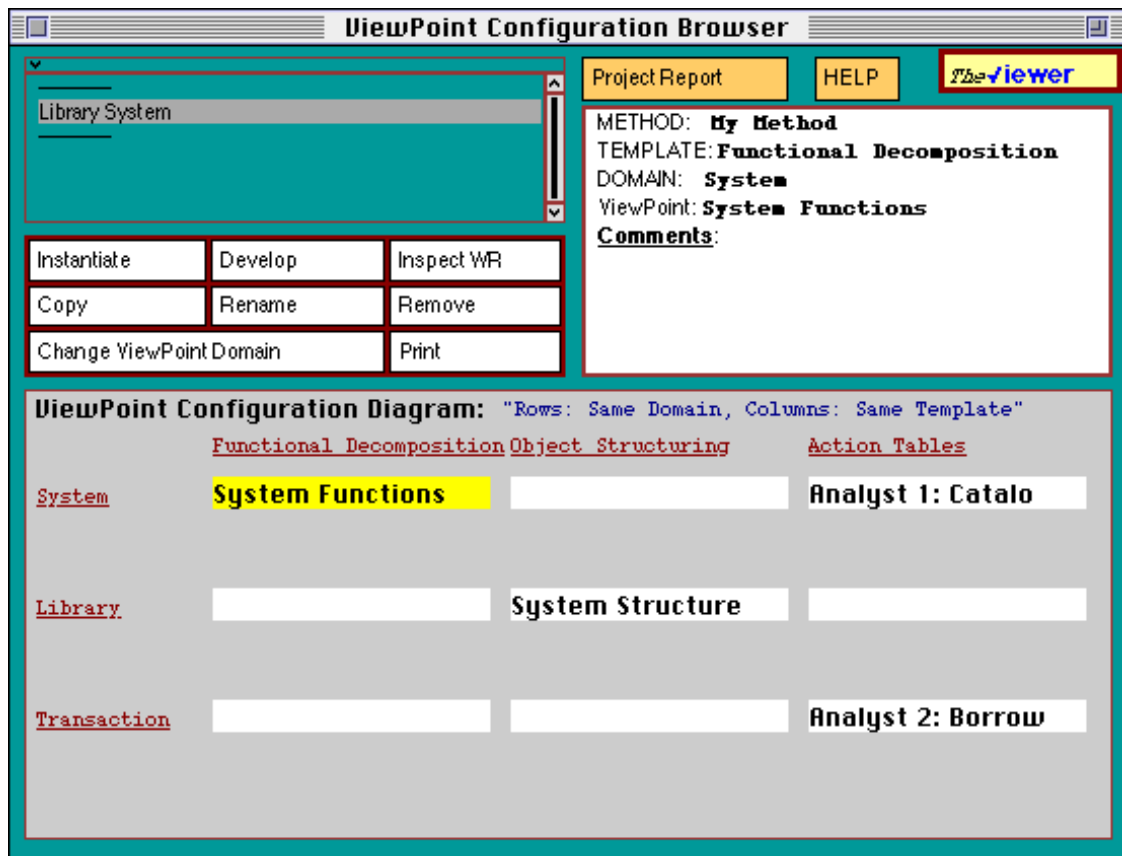 ViewPoint Configuration Browser
Library System
Project Report
HELP
The Viewer
METHOD: My Method
TEMPLATE: Functional Decomposition
DOMAIN: System
ViewPoint: System Functions
Comments:
Instantiate Develop Inspect WR
Copy Rename Remove
Change ViewPoint Domain Print
ViewPoint Configuration Diagram: "Rows: Same Domain, Columns: Same Template"
Functional Decomposition Object Structuring Action Tables
System System Functions Analyst 1: Catalo
Library System Structure
Transaction Analyst 2: Borrow